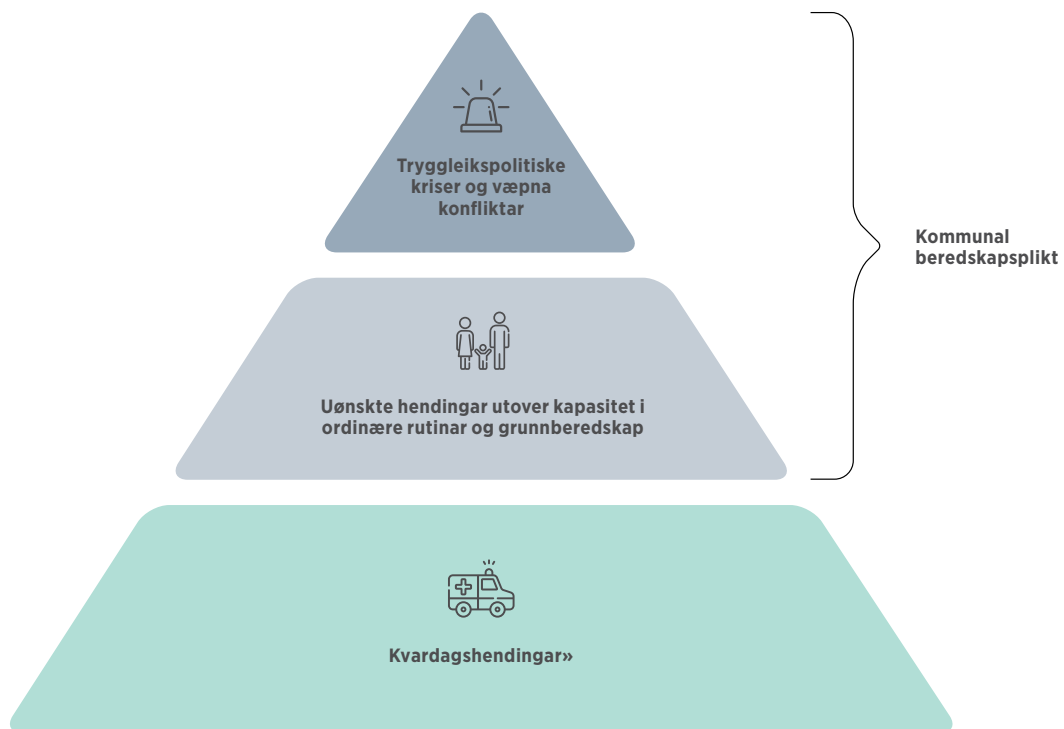 Tryggleikspolitiske
kriser og væpna
konfliktar
Kommunal
beredskapsplikt
Uønskte hendingar utover kapasitet i
ordinære rutinar og grunnberedskap
Kvardagshendingar»